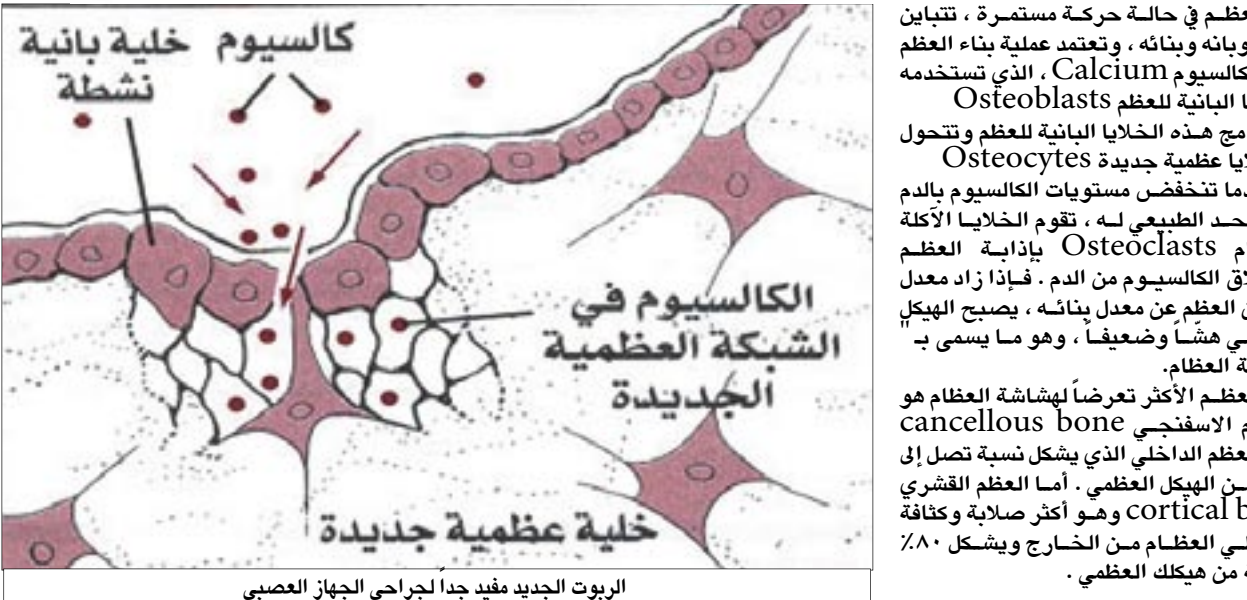 كالسيوم
خلية بانية
نشطة
الكالسيوم في
الشبكة العظمية
الجديدة
خلية عظمية جديدة
الربوت الجديد مفيد جداً لجراحي الجهاز العصبي
عظم في حالة حركة مستمرة ، تتباين
وبانه وبنائه ، وتعتمد عملية بناء العظم
كالسيوم Calcium ، الذي تستخدمه
ا البانية للعظم Osteoblasts
مج هذه الخلايا البانية للعظم وتتحول
لايا عظمية جديدة Osteocytes
دما تنخفض مستويات الكالسيوم بالدم
حد الطبيعي له ، تقوم الخلايا الآكلة
م Osteoclasts بإذابة العظم
لاق الكالسيوم من الدم . فإذا زاد معدل
العظم عن معدل بنائه ، يصبح الهيكل
ي هشّاً وضعيفاً ، وهو ما يسمى بـ "
ة العظام.
عظم الأكثر تعرضاً لهشاشة العظام هو
م الاسفنجي cancellous bone
لعظم الداخلي الذي يشكل نسبة تصل إلى
ـن الهيكل العظمي . أما العظم القشري
cortical b وهو أكثر صلابة وكثافة
ـي العظام من الخارج ويشكل ٨٠٪
ه من هيكلك العظمي .